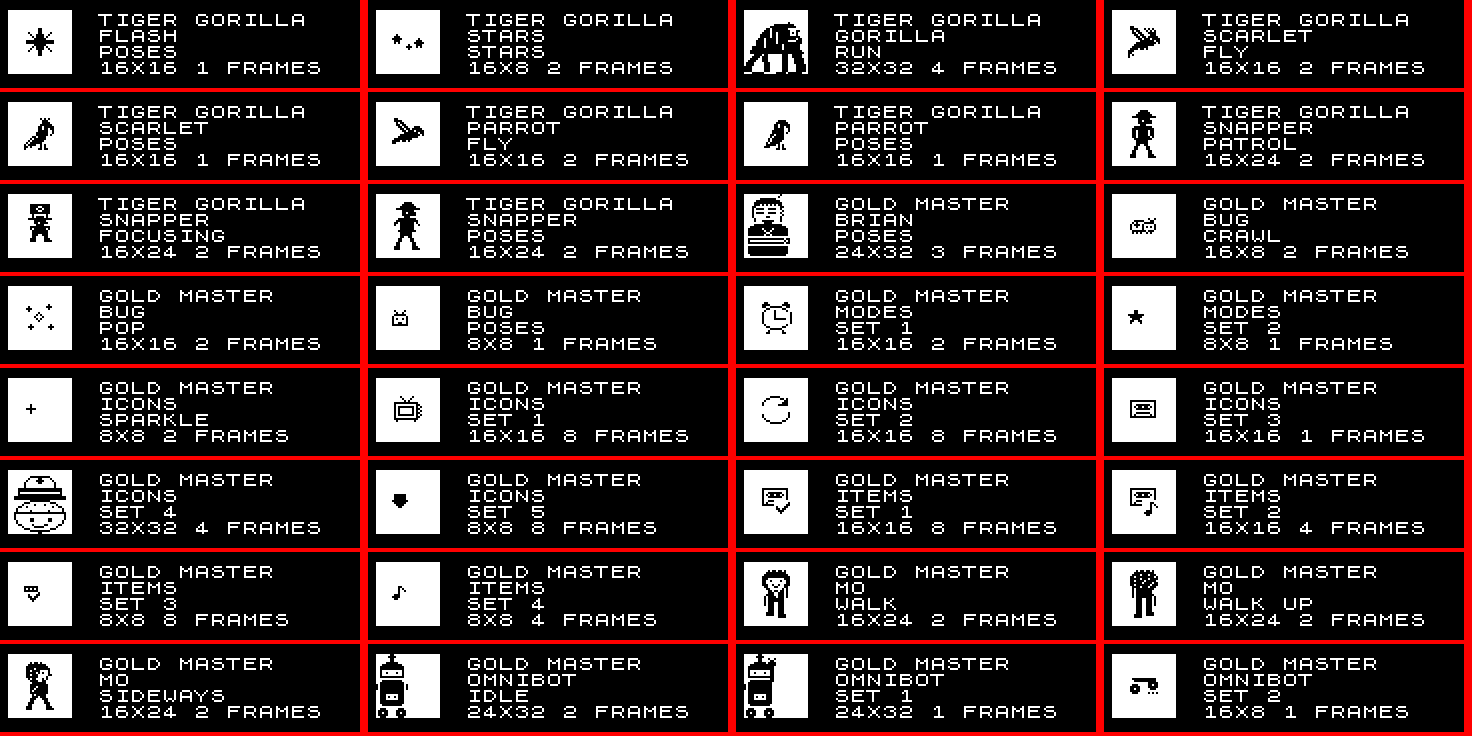 TIGER GORILLA
FLASH
POSES
16X16 1 FRAMES
TIGER GORILLA
STARS
STARS
16X8 2 FRAMES
TIGER GORILLA
GORILLA
RUN
32X32 4 FRAMES
TIGER GORILLA
SCARLET
FLY
16X16 2 FRAMES
TIGER GORILLA
SCARLET
POSES
16X16 1 FRAMES
TIGER GORILLA
PARROT
FLY
16X16 2 FRAMES
TIGER GORILLA
PARROT
POSES
16X16 1 FRAMES
TIGER GORILLA
SNAPPER
PATROL
16X24 2 FRAMES
TIGER GORILLA
SNAPPER
FOCUSING
16X24 2 FRAMES
TIGER GORILLA
SNAPPER
POSES
16X24 2 FRAMES
GOLD MASTER
BRIAN
POSES
24X32 3 FRAMES
GOLD MASTER
BUG
CRAWL
16X8 2 FRAMES
GOLD MASTER
BUG
POP
16X16 2 FRAMES
GOLD MASTER
BUG
POSES
8X8 1 FRAMES
GOLD MASTER
MODES
SET 1
16X16 2 FRAMES
GOLD MASTER
MODES
SET 2
8X8 1 FRAMES
GOLD MASTER
ICONS
SPARKLE
8X8 2 FRAMES
GOLD MASTER
ICONS
SET 1
16X16 8 FRAMES
GOLD MASTER
ICONS
SET 2
16X16 8 FRAMES
GOLD MASTER
ICONS
SET 3
16X16 1 FRAMES
GOLD MASTER
ICONS
SET 4
32X32 4 FRAMES
GOLD MASTER
ICONS
SET 5
8X8 8 FRAMES
GOLD MASTER
ITEMS
SET 1
16X16 8 FRAMES
GOLD MASTER
ITEMS
SET 2
16X16 4 FRAMES
GOLD MASTER
ITEMS
SET 3
8X8 8 FRAMES
GOLD MASTER
ITEMS
SET 4
8X8 4 FRAMES
GOLD MASTER
MO
WALK
16X24 2 FRAMES
GOLD MASTER
MO
WALK UP
16X24 2 FRAMES
GOLD MASTER
MO
SIDEWAYS
16X24 2 FRAMES
GOLD MASTER
OMNIBOT
IDLE
24X32 2 FRAMES
GOLD MASTER
OMNIBOT
SET 1
24X32 1 FRAMES
GOLD MASTER
OMNIBOT
SET 2
16X8 1 FRAMES